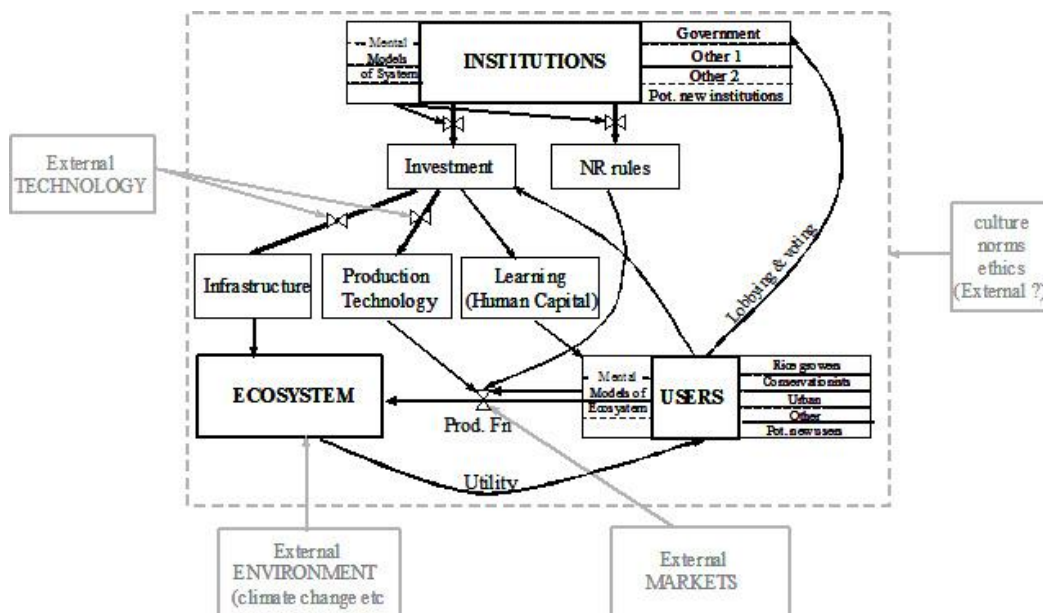 Mental
Models
of System
INSTITUTIONS
Government
Other 1
Other 2
Pot. new institutions
External
TECHNOLOGY
Investment
NR rules
culture
norms
ethics
(External ?)
Lobbying & voting
Infrastructure
Production
Technology
Learning
(Human Capital)
ECOSYSTEM
Prod. Fn
Mental
Models of
Ecosystem
USERS
Rice growers
Conservationists
Urban
Other
Pot. new users
Utility
External
ENVIRONMENT
(climate change etc
External
MARKETS